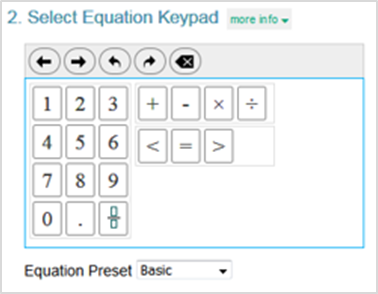 2. Select Equation Keypad more info
1 2 3 + - × ÷
4 5 6 < = >
7 8 9
0 .
Equation Preset Basic